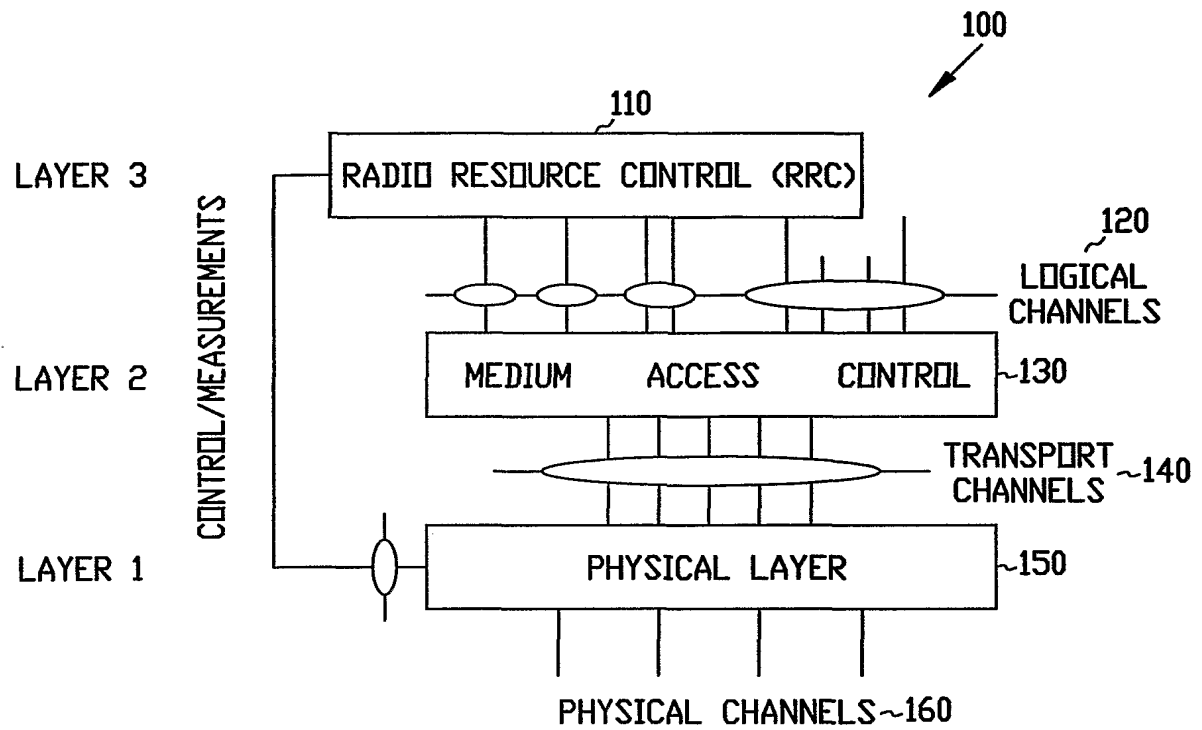 100
110
LAYER 3
RADIO RESOURCE CONTROL (RRC)
CONTROL/MEASUREMENTS
120
LOGICAL
CHANNELS
LAYER 2
MEDIUM ACCESS CONTROL
130
TRANSPORT
CHANNELS
140
LAYER 1
PHYSICAL LAYER
150
PHYSICAL CHANNELS
160